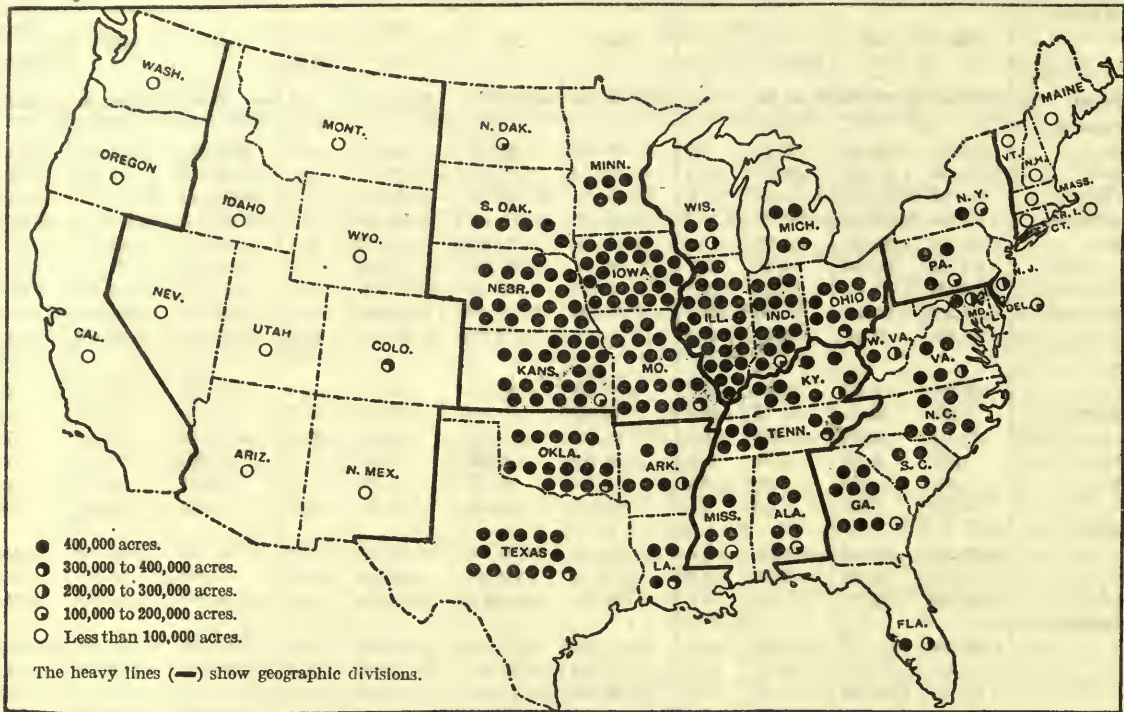 WASH.
MONT.
N. DAK.
MINN.
MAINE
OREGON
IDAHO
S. DAK.
WIS.
MICH.
N. Y.
VT.
N.H.
MASS.
R. I.
CT.
WYO.
NEBR.
IOWA
PA.
N. J.
NEV.
UTAH
COLO.
KANS.
MO.
ILL.
IND.
OHIO
W. VA.
MD.
DEL.
CAL.
KY.
VA.
ARIZ.
N. MEX.
OKLA.
ARK.
TENN.
N. C.
S. C.
TEXAS
LA.
MISS.
ALA.
GA.
FLA.
400,000 acres.
300,000 to 400,000 acres.
200,000 to 300,000 acres.
100,000 to 200,000 acres.
Less than 100,000 acres.
The heavy lines (—) show geographic divisions.